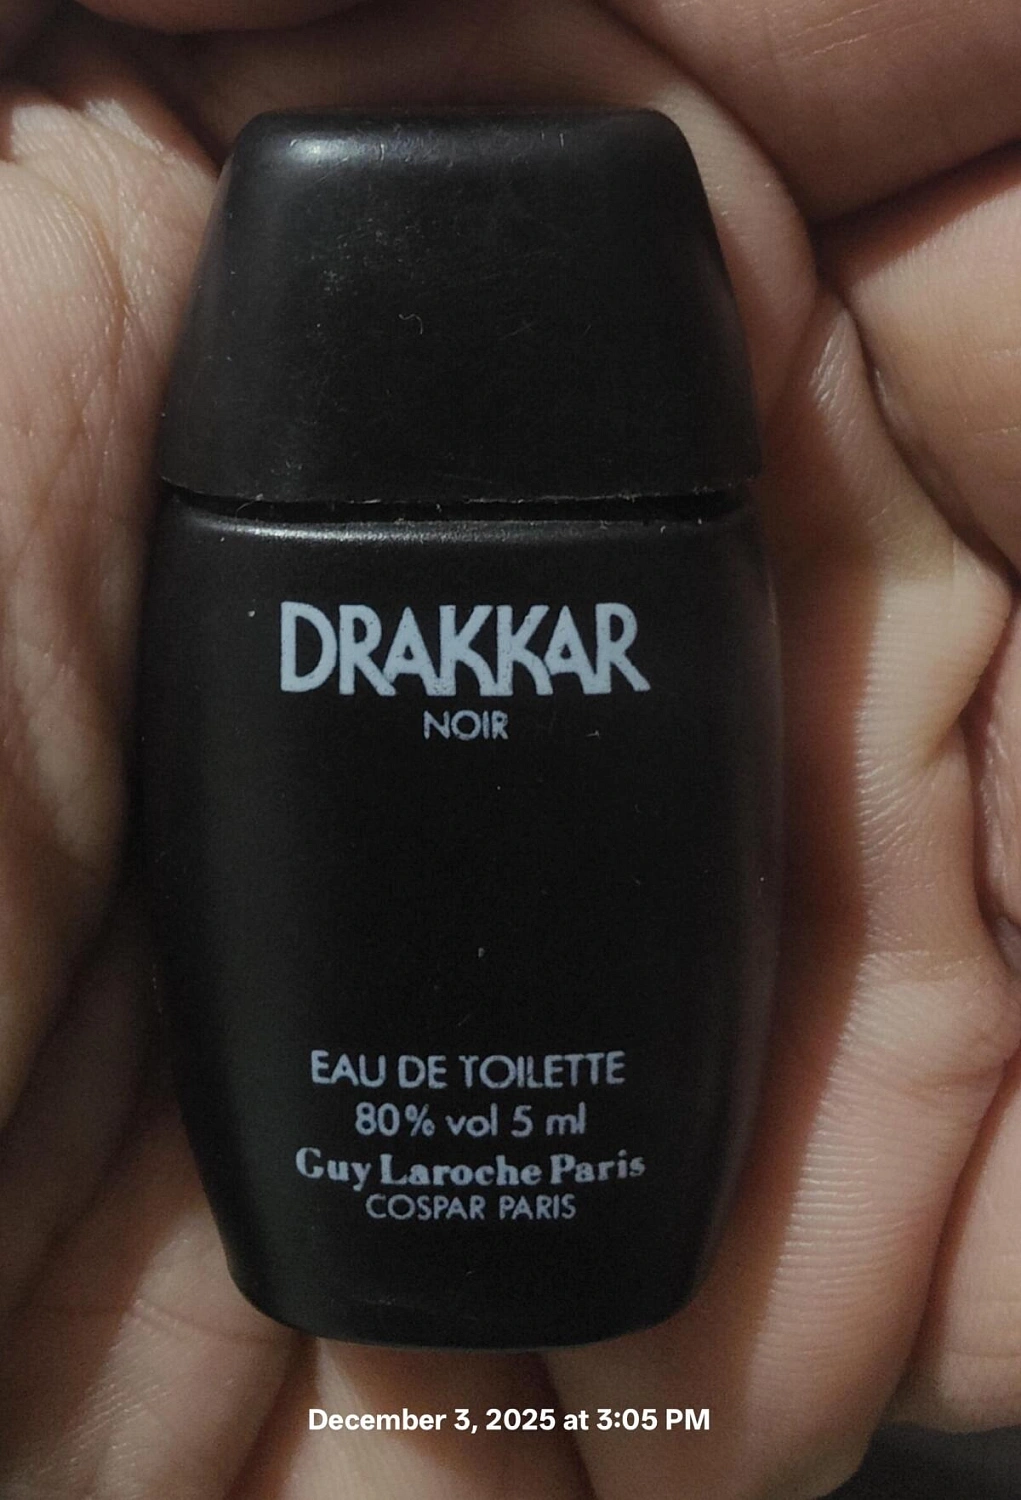 DRAKKAR
NOIR
EAU DE TOILETTE
80% vol 5 ml
Guy Laroche Paris
COSPAR PARIS
December 3, 2025 at 3:05 PM